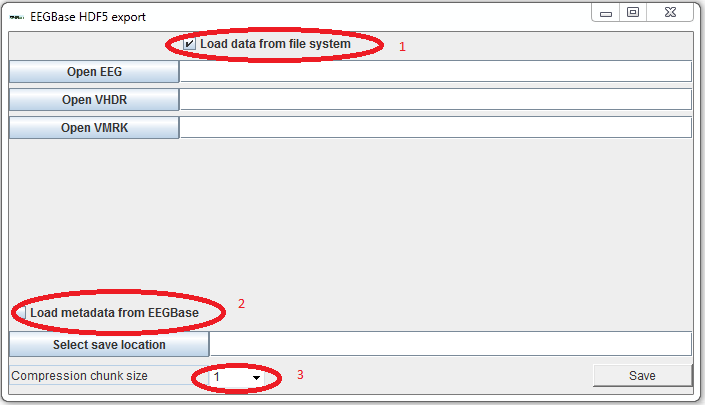 EEGBase HDF5 export
Load data from file system 1
Open EEG
Open VHDR
Open VMRK
2
Load metadata from EEGBase
Select save location
Compression chunk size 1 3 Save